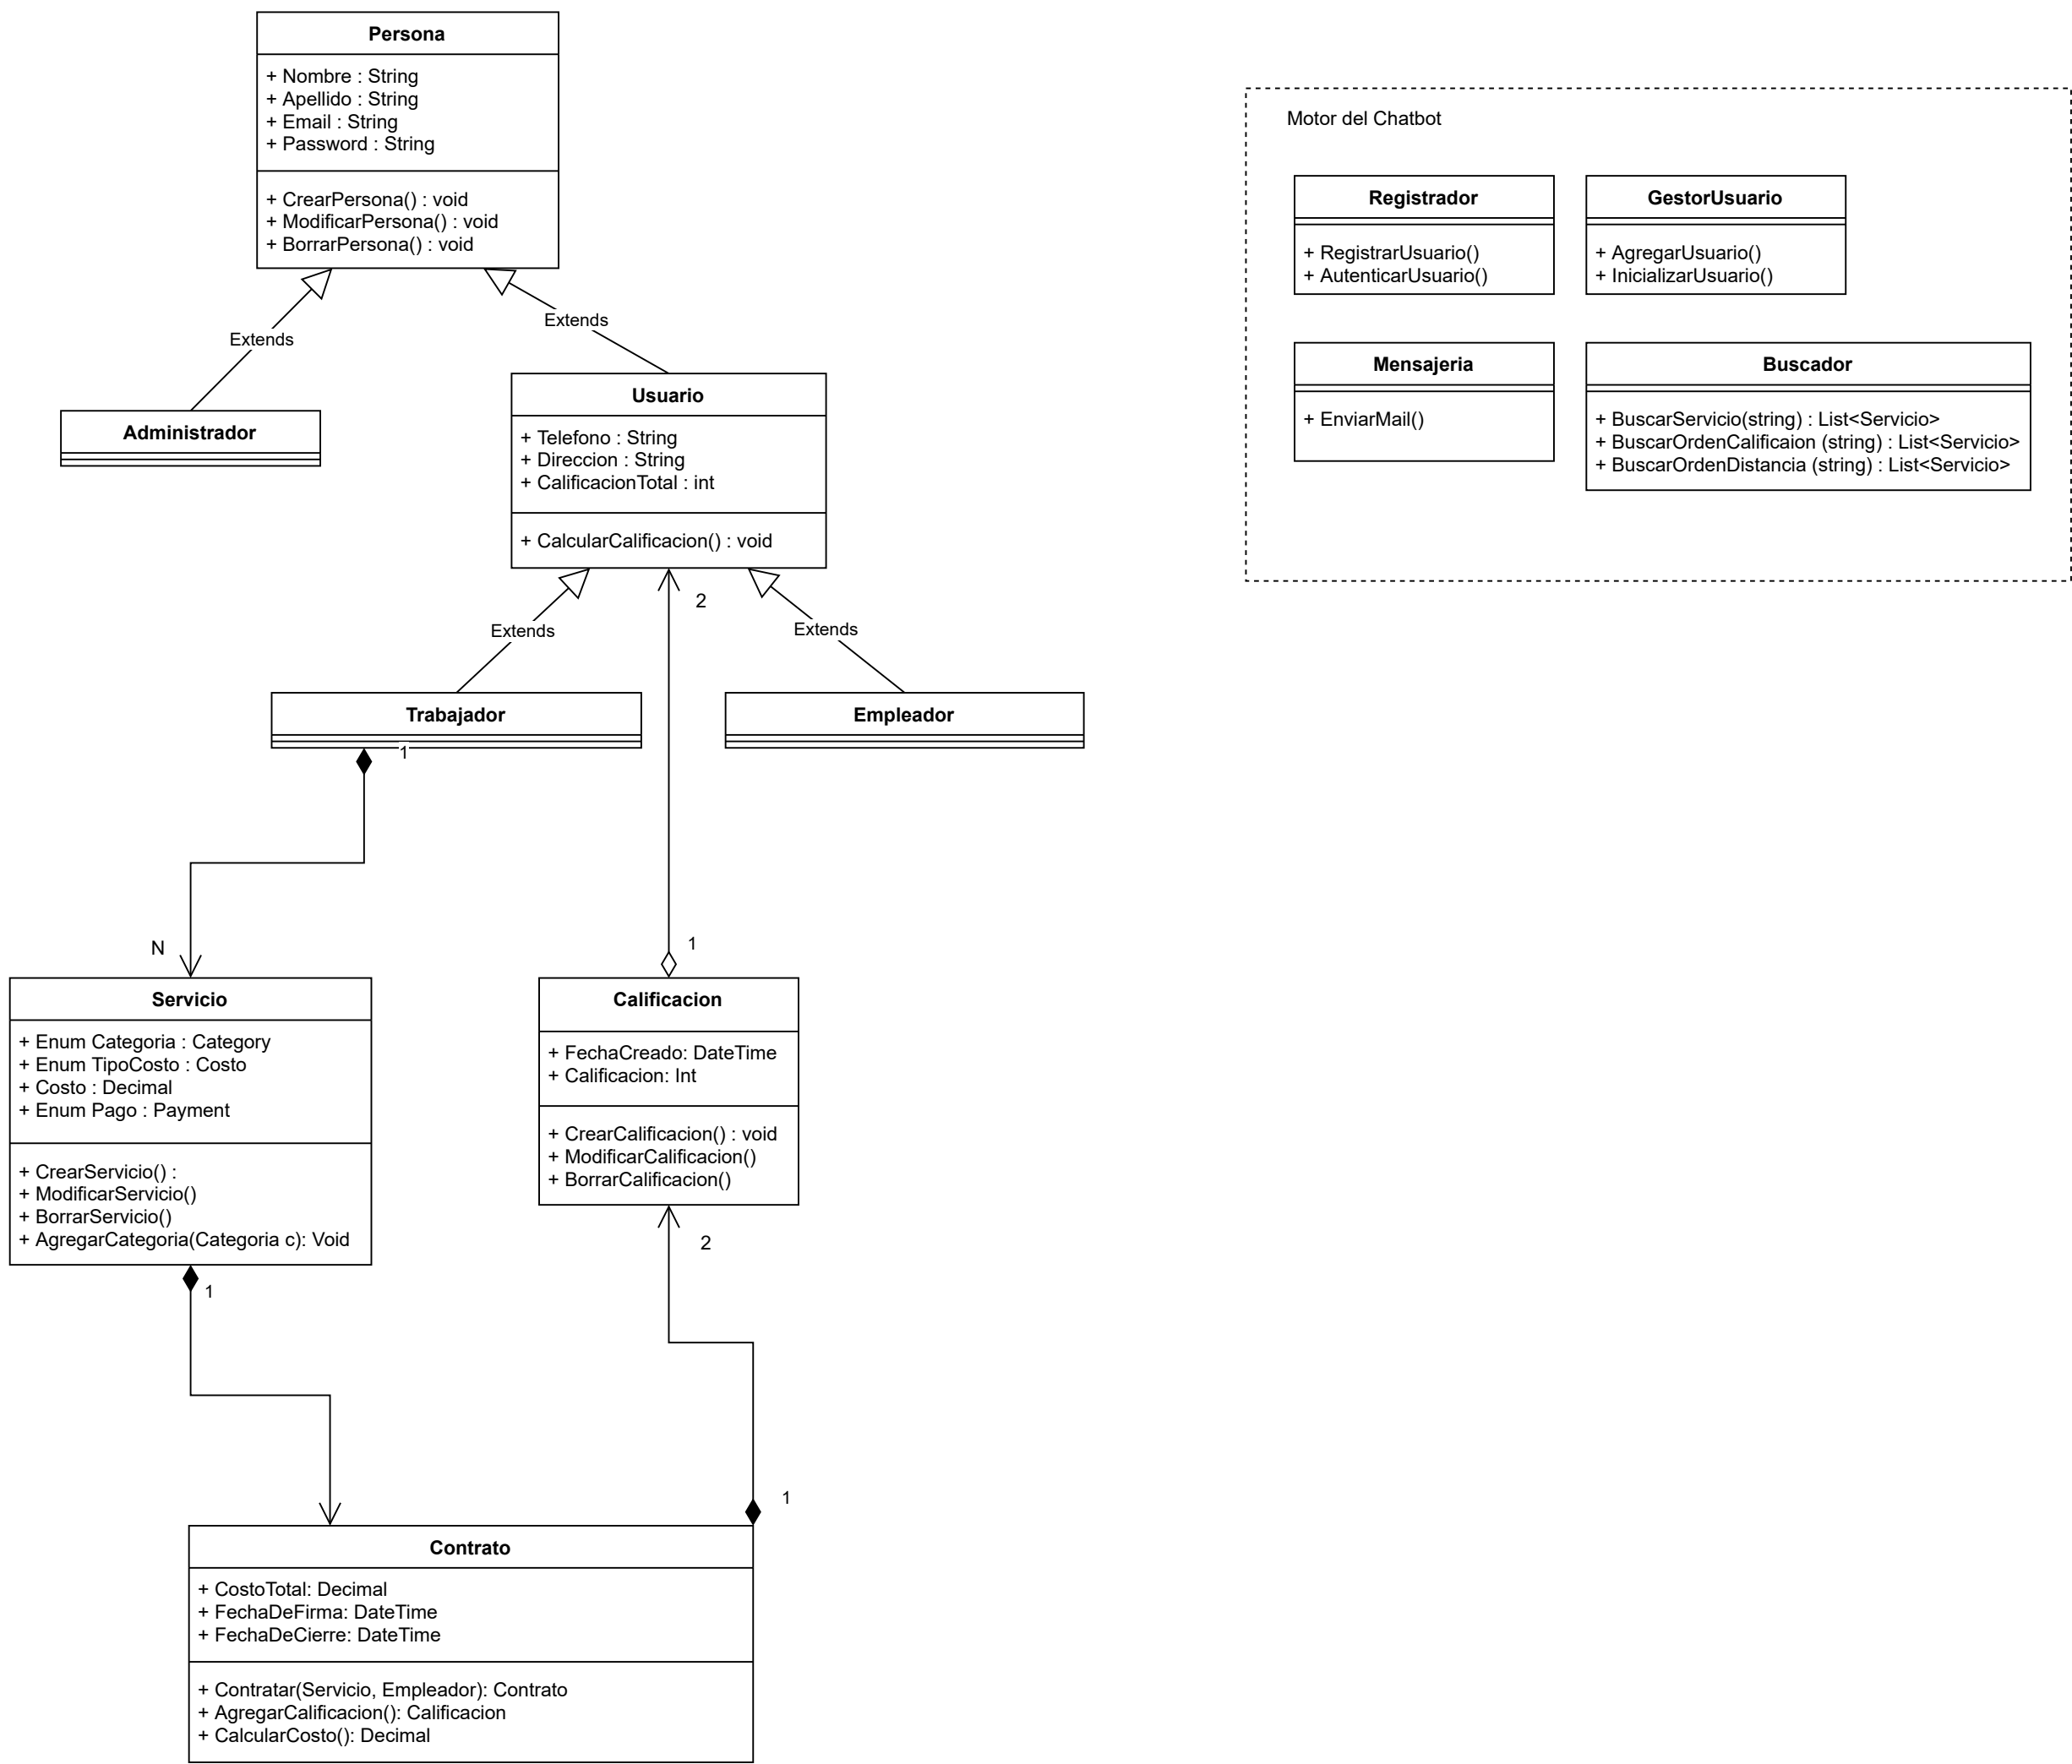 Persona
+ Nombre : String
+ Apellido : String
+ Email : String
+ Password : String
+ CrearPersona() : void
+ ModificarPersona() : void
+ BorrarPersona() : void
Extends
Extends
Administrador
Usuario
+ Telefono : String
+ Direccion : String
+ CalificacionTotal : int
+ CalcularCalificacion() : void
2
Extends
Extends
Trabajador
1
Empleador
N
1
Servicio
+ Enum Categoria : Category
+ Enum TipoCosto : Costo
+ Costo : Decimal
+ Enum Pago : Payment
+ CrearServicio() :
+ ModificarServicio()
+ BorrarServicio()
+ AgregarCategoria(Categoria c): Void
1
Calificacion
+ FechaCreado: DateTime
+ Calificacion: Int
+ CrearCalificacion() : void
+ ModificarCalificacion()
+ BorrarCalificacion()
2
1
Contrato
+ CostoTotal: Decimal
+ FechaDeFirma: DateTime
+ FechaDeCierre: DateTime
+ Contratar(Servicio, Empleador): Contrato
+ AgregarCalificacion(): Calificacion
+ CalcularCosto(): Decimal
Motor del Chatbot
Registrador
+ RegistrarUsuario()
+ AutenticarUsuario()
GestorUsuario
+ AgregarUsuario()
+ InicializarUsuario()
Mensajeria
+ EnviarMail()
Buscador
+ BuscarServicio(string) : List<Servicio>
+ BuscarOrdenCalificaion (string) : List<Servicio>
+ BuscarOrdenDistancia (string) : List<Servicio>